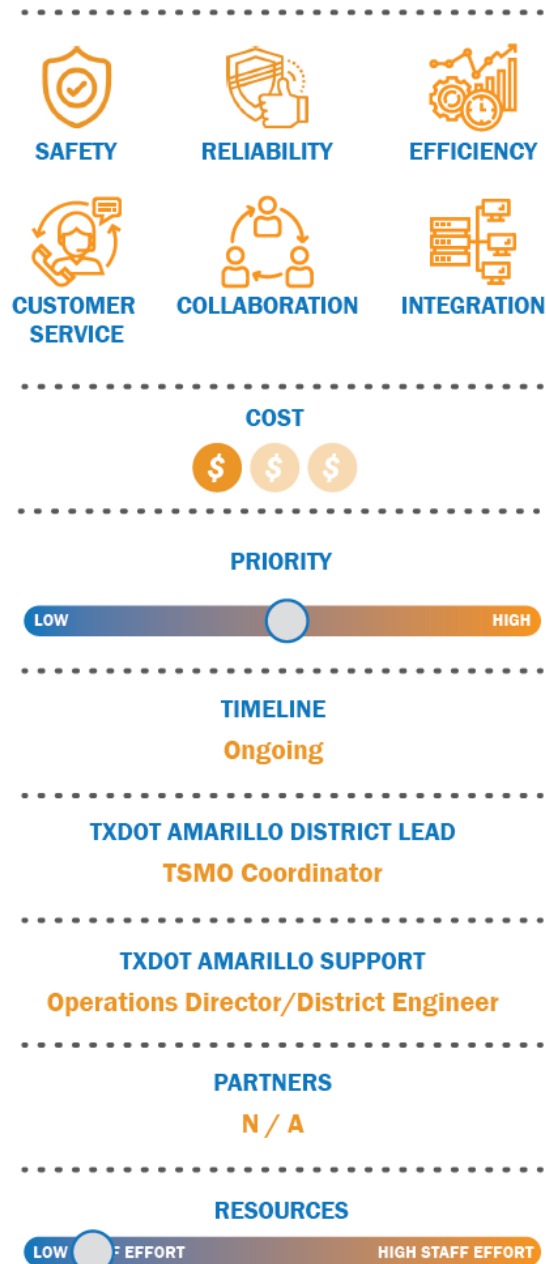 SAFETY
RELIABILITY
EFFICIENCY
CUSTOMER
SERVICE
COLLABORATION
INTEGRATION
COST
$ $ $
PRIORITY
LOW
HIGH
TIMELINE
Ongoing
TXDOT AMARILLO DISTRICT LEAD
TSMO Coordinator
TXDOT AMARILLO SUPPORT
Operations Director/District Engineer
PARTNERS
N / A
RESOURCES
LOW EFFORT
HIGH STAFF EFFORT